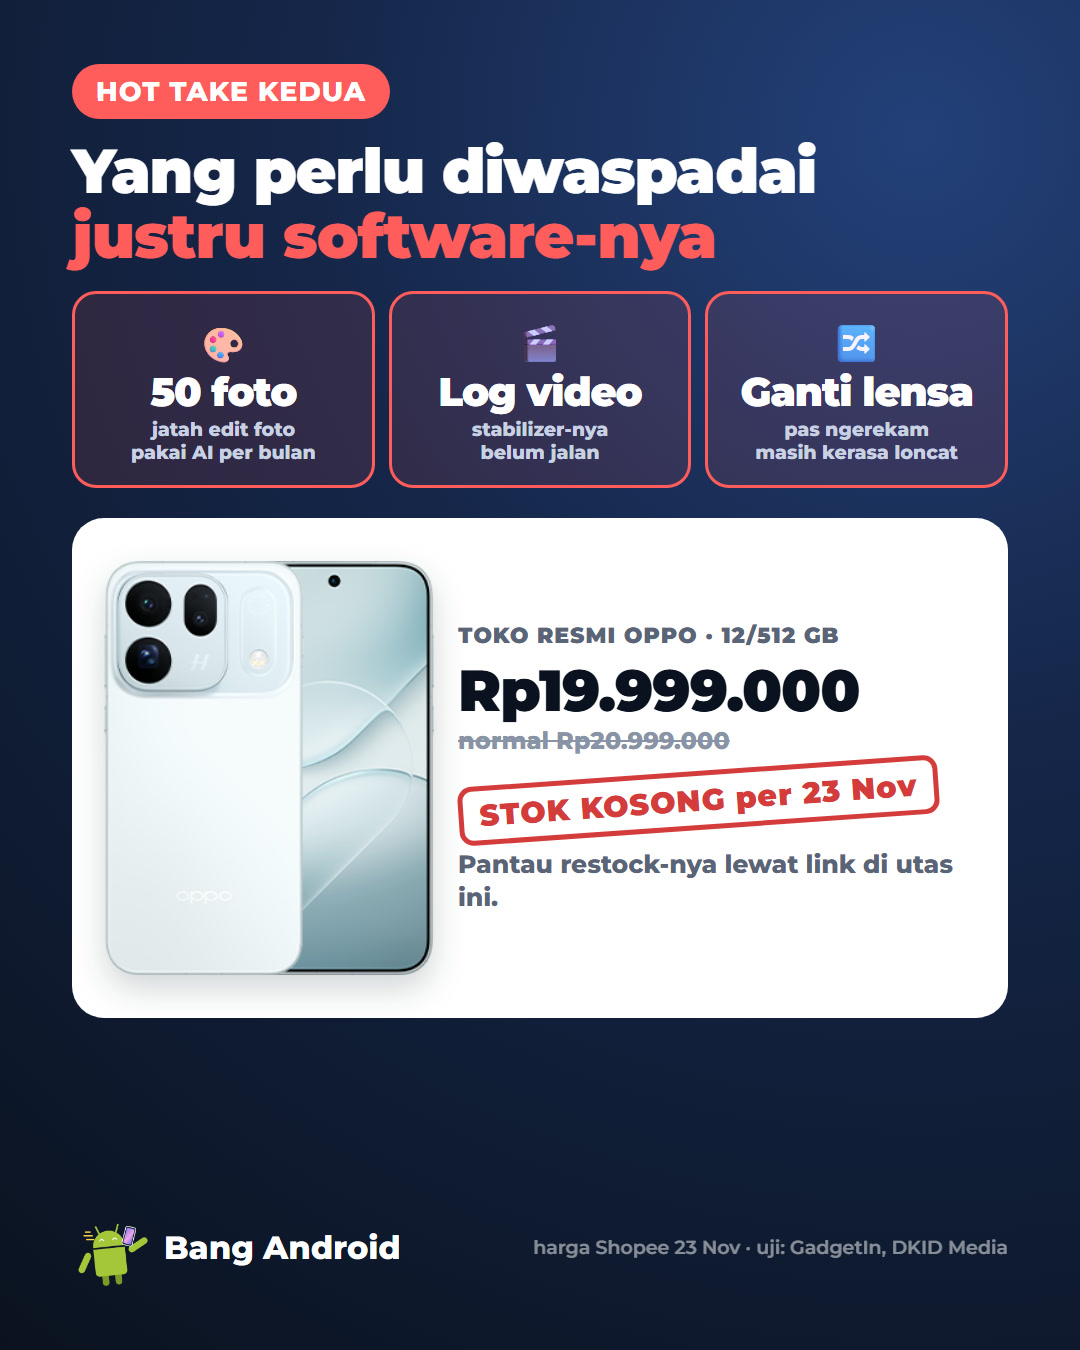 HOT TAKE KEDUA
Yang perlu diwaspadai
justru software-nya
50 foto
jatah edit foto
pakai AI per bulan
Log video
stabilizer-nya
belum jalan
Ganti lensa
pas ngerekam
masih kerasa loncat
H
oppo
TOKO RESMI OPPO · 12/512 GB
Rp19.999.000
normal Rp20.999.000
STOK KOSONG per 23 Nov
Pantau restock-nya lewat link di utas
ini.
Bang Android
harga Shopee 23 Nov · uji: GadgetIn, DKID Media